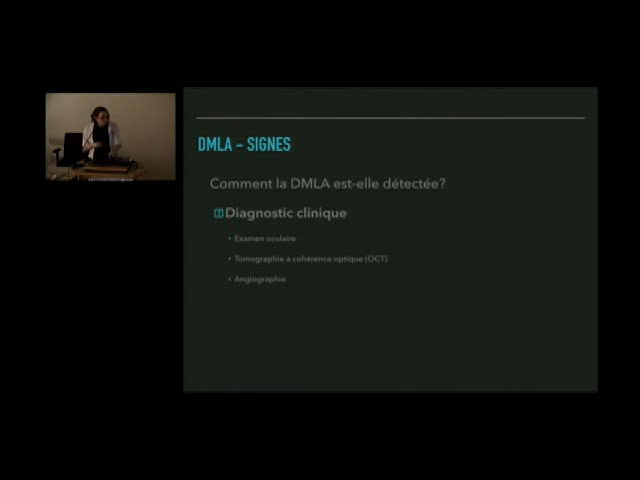 DMLA - SIGNES
Comment la DMLA est-elle détectée?
Diagnostic clinique
• Examen oculaire
• Tomographie à cohérence optique (OCT)
• Angiographie